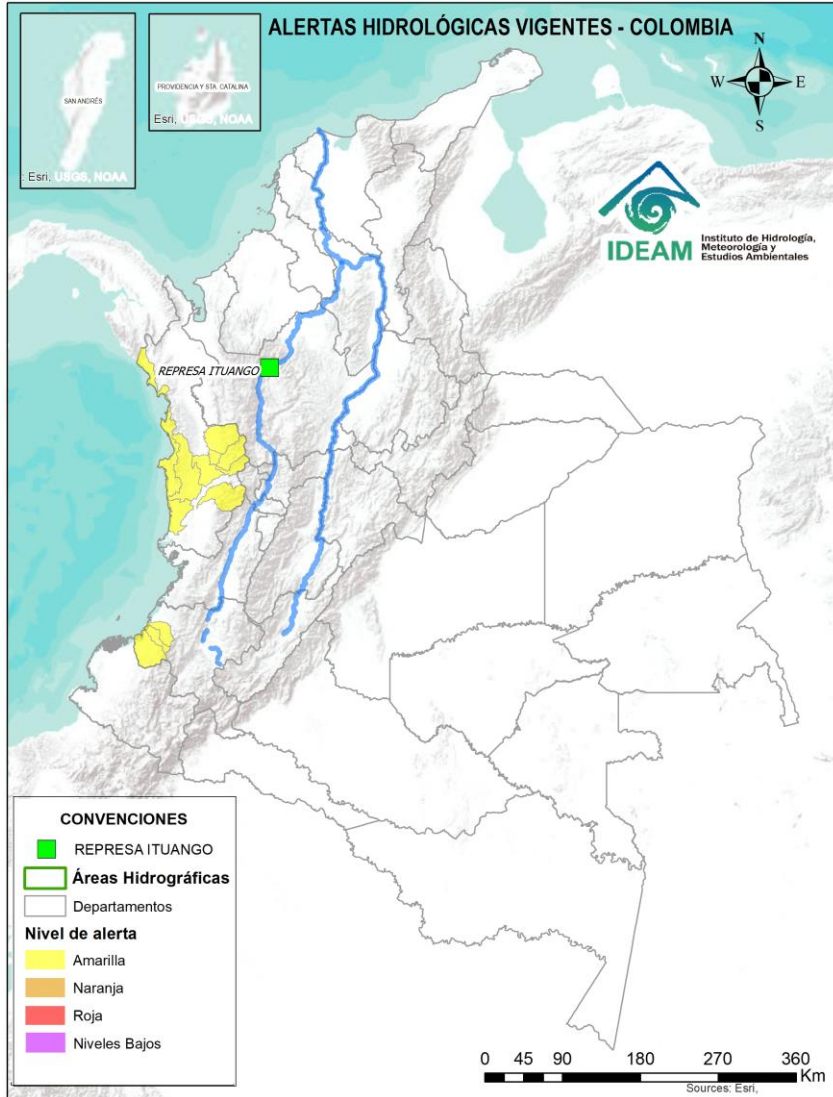 ALERTAS HIDROLÓGICAS VIGENTES - COLOMBIA
SAN ANDRÉS
: Esri, USGS, NOAA
PROVIDENCIA Y STA. CATALINA
Esri, USGS, NOAA
N
W E
S
IDEAM
Instituto de Hidrología,
Meteorología y
Estudios Ambientales
REPRESA ITUANGO
CONVENCIONES
REPRESA ITUANGO
Áreas Hidrográficas
Departamentos
Nivel de alerta
Amarilla
Naranja
Roja
Niveles Bajos
0 45 90 180 270 360
Km
Sources: Esri,